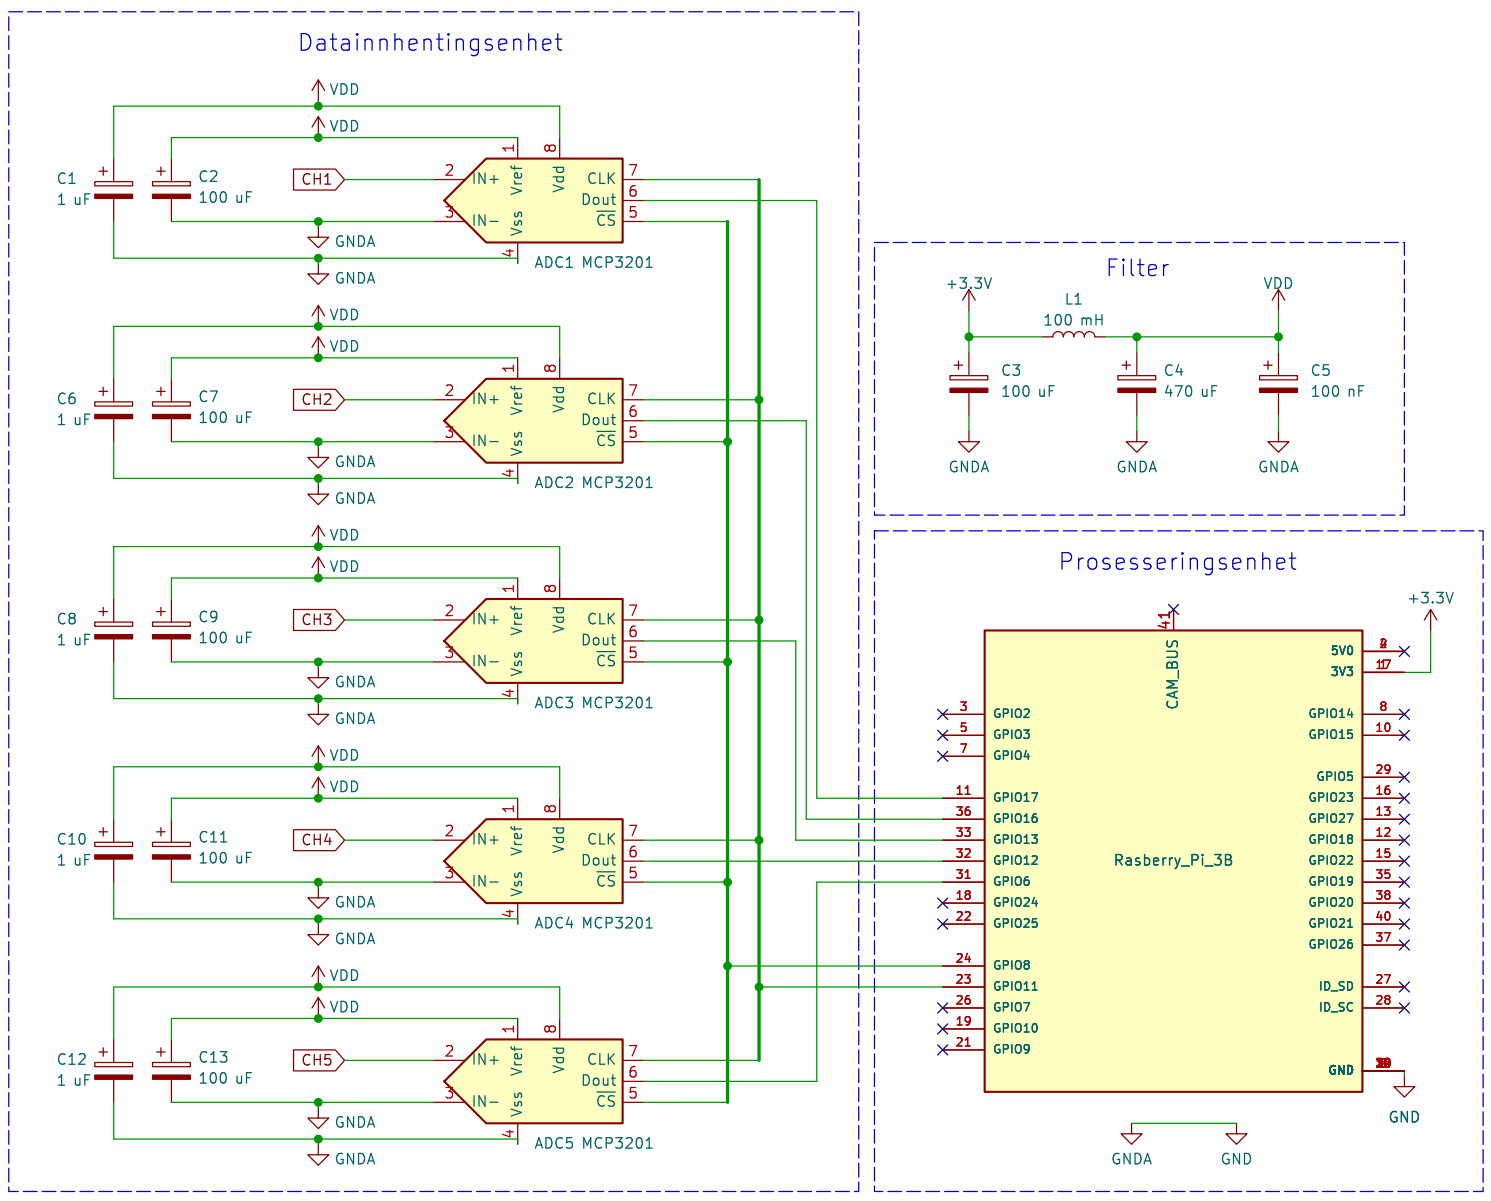 Datainnhentingsenhet
VDD
VDD
C1
1 uF
C2
100 uF
CH1
2 IN+
3 IN-
1 Vref
8 Vdd
Vss 4
CLK 7
Dout 6
CS 5
GNDA
GNDA
ADC1 MCP3201
VDD
VDD
C6
1 uF
C7
100 uF
CH2
2 IN+
3 IN-
1 Vref
8 Vdd
Vss 4
CLK 7
Dout 6
CS 5
GNDA
GNDA
ADC2 MCP3201
VDD
VDD
C8
1 uF
C9
100 uF
CH3
2 IN+
3 IN-
1 Vref
8 Vdd
Vss 4
CLK 7
Dout 6
CS 5
GNDA
GNDA
ADC3 MCP3201
VDD
VDD
C10
1 uF
C11
100 uF
CH4
2 IN+
3 IN-
1 Vref
8 Vdd
Vss 4
CLK 7
Dout 6
CS 5
GNDA
GNDA
ADC4 MCP3201
VDD
VDD
C12
1 uF
C13
100 uF
CH5
2 IN+
3 IN-
1 Vref
8 Vdd
Vss 4
CLK 7
Dout 6
CS 5
GNDA
GNDA
ADC5 MCP3201
Filter
+3.3V
L1
100 mH
VDD
C3
100 uF
C4
470 uF
C5
100 nF
GNDA
GNDA
GNDA
Prosesseringsenhet
+3.3V
41
CAM_BUS
5V0
3V3 17
3 GPIO2
5 GPIO3
7 GPIO4
11 GPIO17
36 GPIO16
33 GPIO13
32 GPIO12
31 GPIO6
18 GPIO24
22 GPIO25
24 GPIO8
23 GPIO11
26 GPIO7
19 GPIO10
21 GPIO9
Rasberry_Pi_3B
GPIO14 8
GPIO15 10
GPIO5 29
GPIO23 16
GPIO27 13
GPIO18 12
GPIO22 15
GPIO19 35
GPIO20 38
GPIO21 40
GPIO26 37
ID_SD 27
ID_SC 28
GND
GND
GNDA
GND